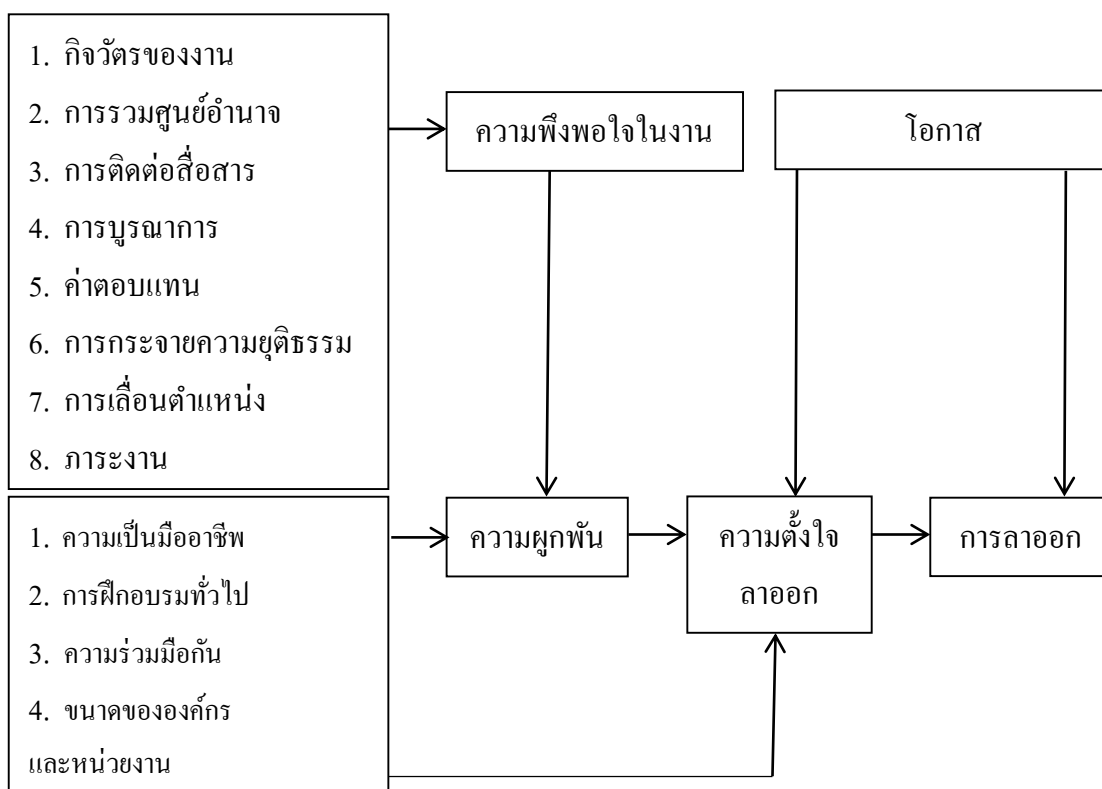 1. กิจวัตรของงาน
2. การรวมศูนย์อำนาจ
3. การติดต่อสื่อสาร
4. การบูรณาการ
5. ค่าตอบแทน
6. การกระจายความยุติธรรม
7. การเลื่อนตำแหน่ง
8. ภาระงาน
ความพึงพอใจในงาน
โอกาส
1. ความเป็นมืออาชีพ
2. การฝึกอบรมทั่วไป
3. ความร่วมมือกัน
4. ขนาดขององค์กร
และหน่วยงาน
ความผูกพัน
ความตั้งใจ
ลาออก
การลาออก